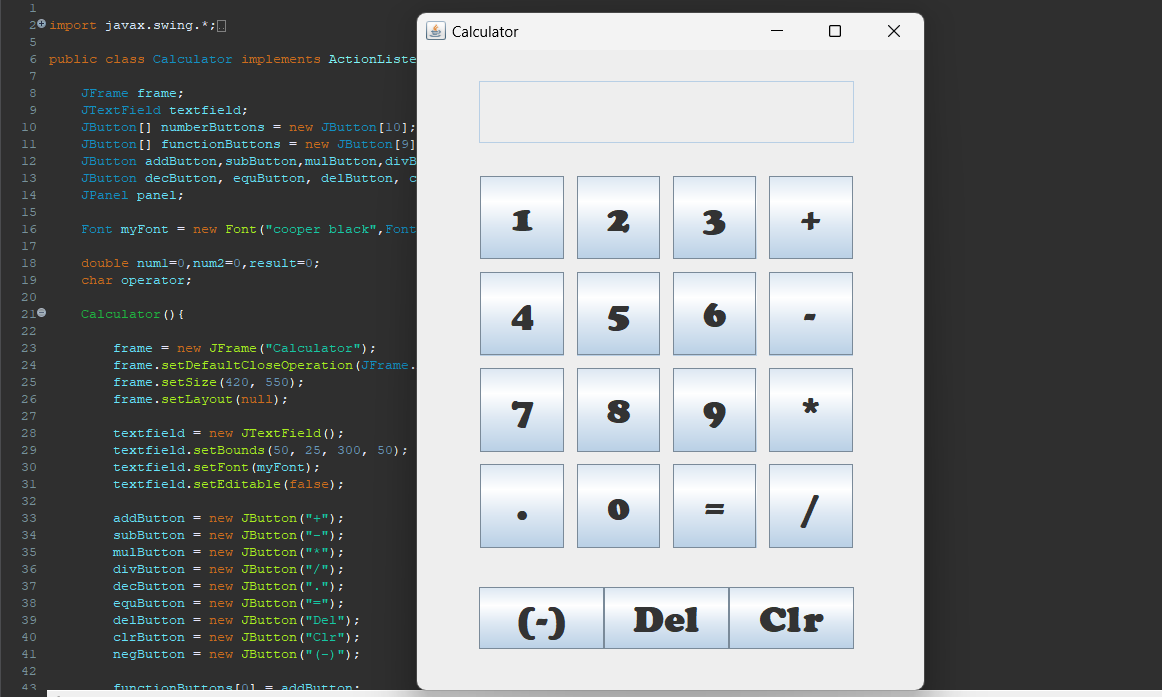 1
2 import javax.swing.*;
5
6 public class Calculator implements ActionListe
7
8 JFrame frame;
9 JTextField textfield;
10 JButton[] numberButtons = new JButton[10];
11 JButton[] functionButtons = new JButton[9]
12 JButton addButton,subButton,mulButton,divB
13 JButton decButton, equButton, delButton, c
14 JPanel panel;
15
16 Font myFont = new Font("cooper black",Font
17
18 double num1=0,num2=0,result=0;
19 char operator;
20
21 Calculator(){
22
23 frame = new JFrame("Calculator");
24 frame.setDefaultCloseOperation(JFrame.
25 frame.setSize(420, 550);
26 frame.setLayout(null);
27
28 textfield = new JTextField();
29 textfield.setBounds(50, 25, 300, 50);
30 textfield.setFont(myFont);
31 textfield.setEditable(false);
32
33 addButton = new JButton("+");
34 subButton = new JButton("-");
35 mulButton = new JButton("*");
36 divButton = new JButton("/");
37 decButton = new JButton(".");
38 equButton = new JButton("=");
39 delButton = new JButton("Del");
40 clrButton = new JButton("Clr");
41 negButton = new JButton("(-)");
42
43 functionButtons[0] = addButton;
Calculator
1 2 3 +
4 5 6 -
7 8 9 *
. 0 = /
(-) Del Clr